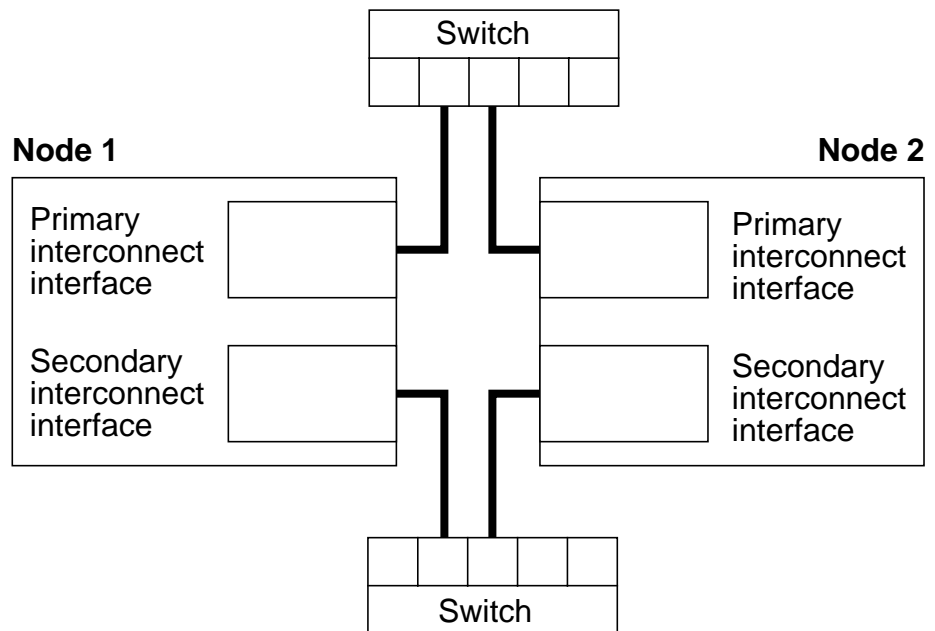 Switch
Node 1
Node 2
Primary
interconnect
interface
Primary
interconnect
interface
Secondary
interconnect
interface
Secondary
interconnect
interface
Switch